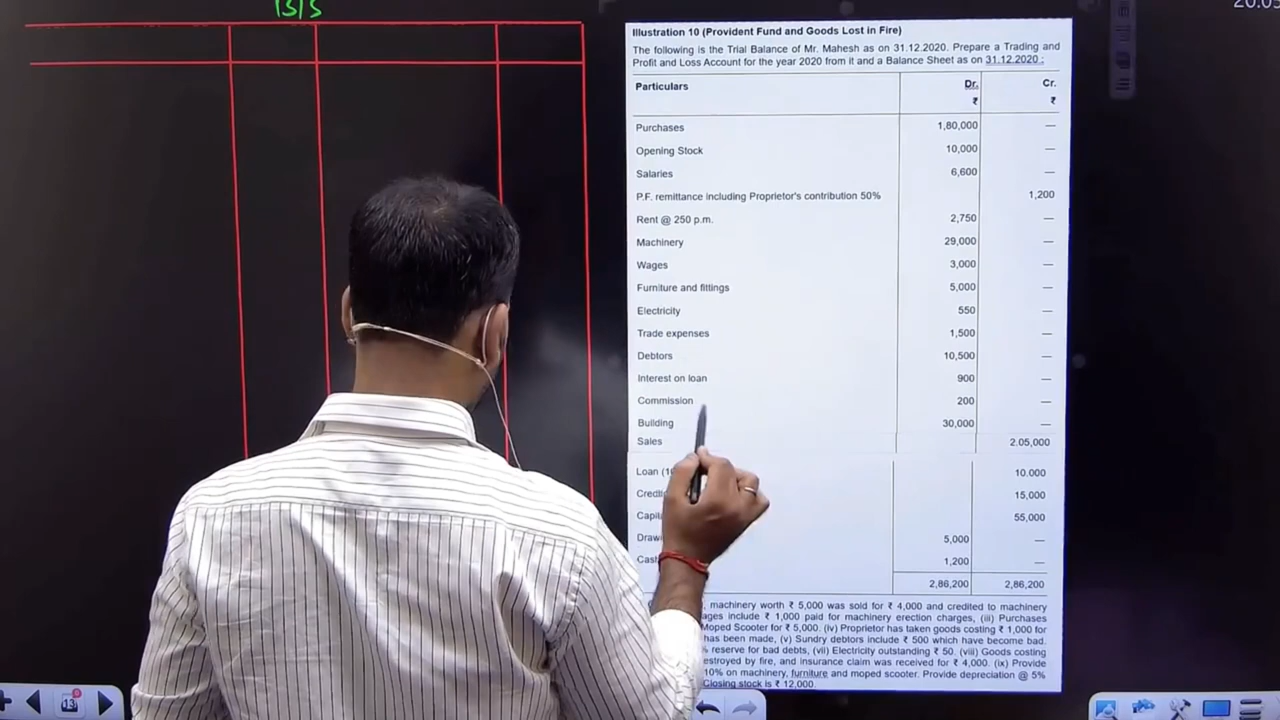 B/S
20:05
Illustration 10 (Provident Fund and Goods Lost in Fire)
The following is the Trial Balance of Mr. Mahesh as on 31.12.2020. Prepare a Trading and
Profit and Loss Account for the year 2020 from it and a Balance Sheet as on 31.12.2020 :
Particulars Dr. Cr.
₹ ₹
Purchases 1,80,000 —
Opening Stock 10,000 —
Salaries 6,600 —
P.F. remittance including Proprietor's contribution 50% 1,200
Rent @ 250 p.m. 2,750 —
Machinery 29,000 —
Wages 3,000 —
Furniture and fittings 5,000 —
Electricity 550 —
Trade expenses 1,500 —
Debtors 10,500 —
Interest on loan 900 —
Commission 200 —
Building 30,000 —
Sales 2.05,000
Loan 10.000
15,000
55,000
5,000 —
1,200 —
2,86,200 2,86,200
, machinery worth ₹ 5,000 was sold for ₹ 4,000 and credited to machinery
include ₹ 1,000 paid for machinery erection charges, (iii) Purchases
Moped Scooter for ₹ 5,000. (iv) Proprietor has taken goods costing ₹ 1,000 for
has been made, (v) Sundry debtors include ₹ 500 which have become bad.
reserve for bad debts, (vii) Electricity outstanding ₹ 50. (viii) Goods costing
by fire, and insurance claim was received for ₹ 4,000. (ix) Provide
10% on machinery, furniture and moped scooter. Provide depreciation @ 5%
Closing stock is ₹ 12,000.
13